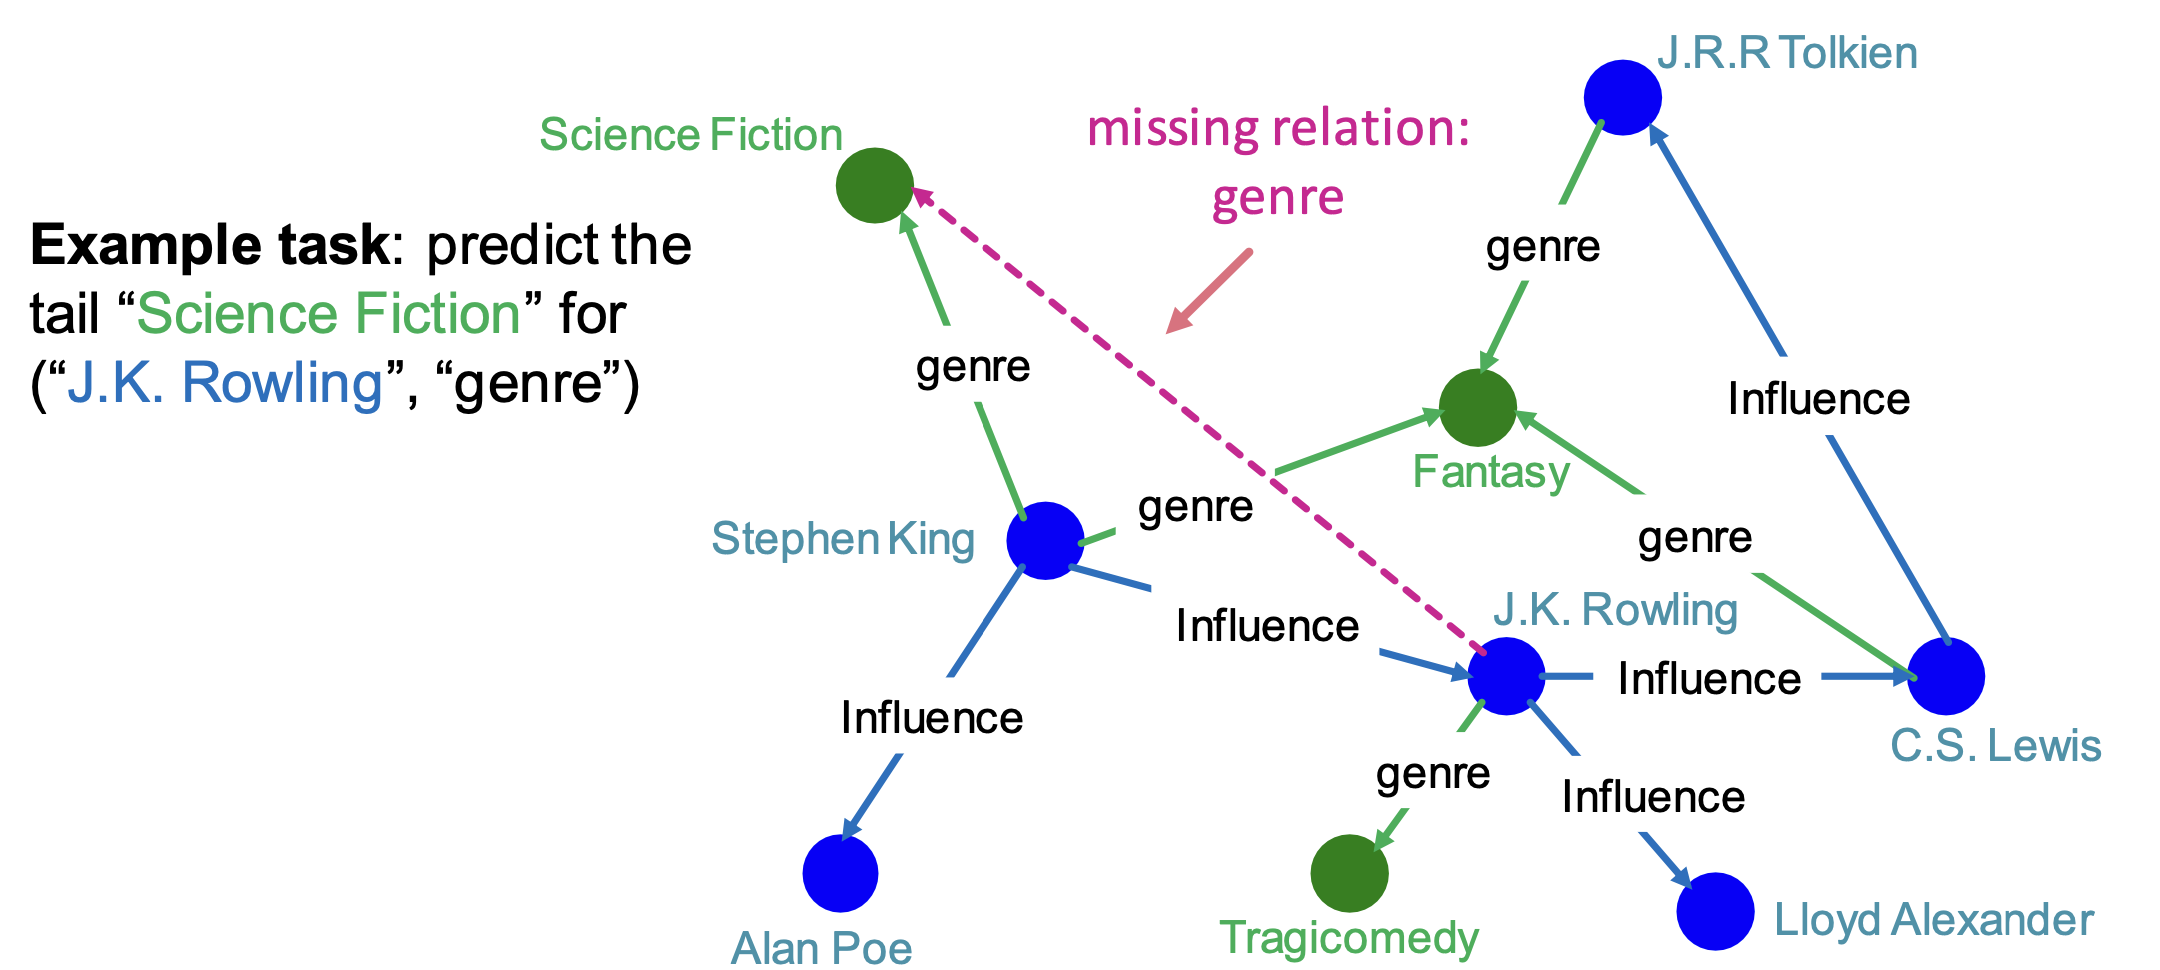 J.R.R Tolkien
Science Fiction
missing relation:
genre
Example task: predict the
tail “Science Fiction” for
(“J.K. Rowling”, “genre”)
genre
genre
Influence
Fantasy
genre
Stephen King
genre
J.K. Rowling
Influence
Influence
C.S. Lewis
Influence
genre
Influence
Alan Poe
Tragicomedy
Lloyd Alexander